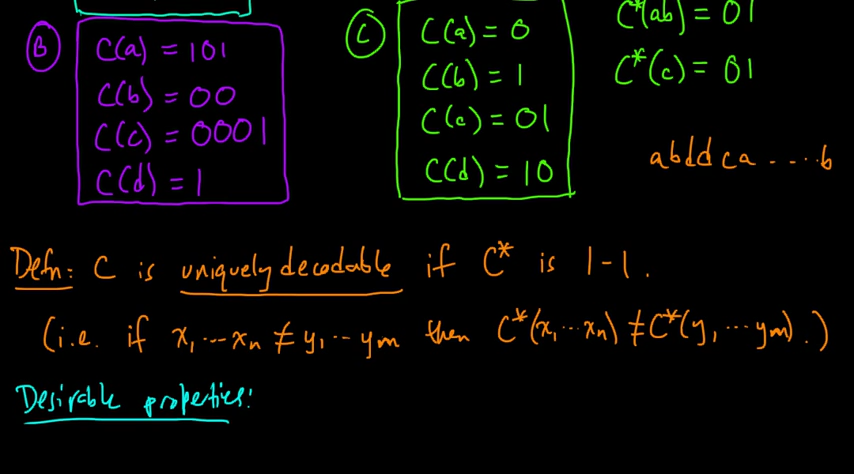 B
C(a) = 101
C(b) = 00
C(c) = 0001
C(d) = 1
C
C(a) = 0
C(b) = 1
C(c) = 01
C(d) = 10
C*(ab) = 01
C*(c) = 01
abddca ....b
Defn: C is uniquely decodable if C* is 1-1.
(i.e. if x₁...xₙ ≠ y₁...yₘ then C*(x₁...xₙ) ≠ C*(y₁...yₘ).)
Desirable properties: